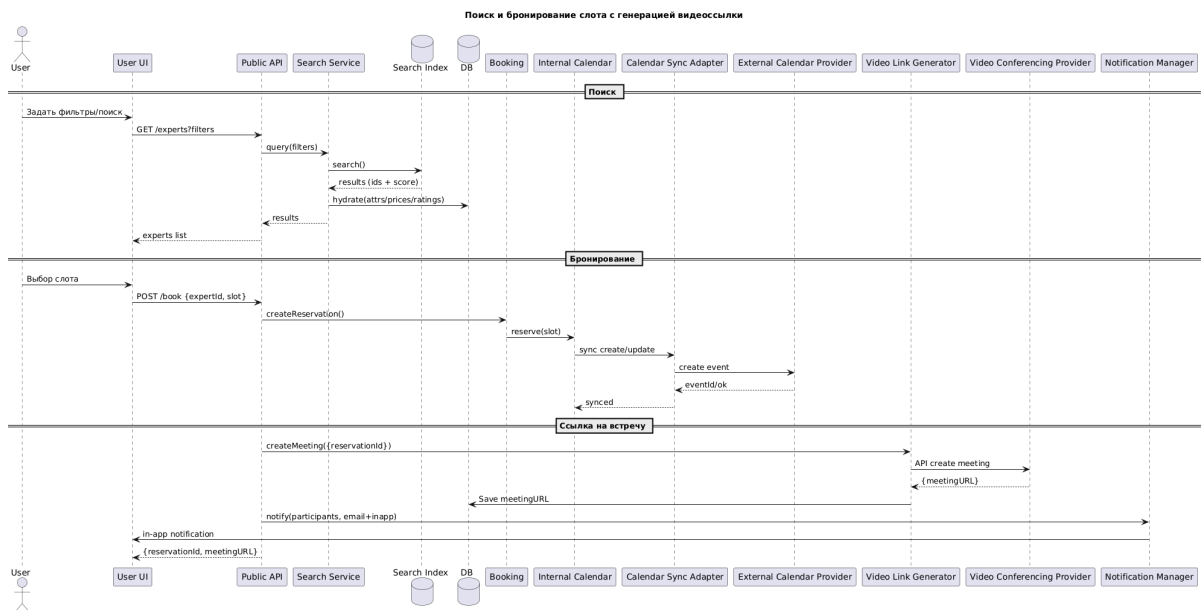 Поиск и бронирование слота с генерацией видеоссылки
User
User UI
Public API
Search Service
Search Index
DB
Booking
Internal Calendar
Calendar Sync Adapter
External Calendar Provider
Video Link Generator
Video Conferencing Provider
Notification Manager
Поиск
Задать фильтры/поиск
GET /experts?filters
query(filters)
search()
results (ids + score)
hydrate(attrs/prices/ratings)
results
experts list
Бронирование
Выбор слота
POST /book {expertId, slot}
createReservation()
reserve(slot)
sync create/update
create event
eventId/ok
synced
Ссылка на встречу
createMeeting({reservationId})
API create meeting
{meetingURL}
Save meetingURL
notify(participants, email+inapp)
in-app notification
{reservationId, meetingURL}
User
User UI
Public API
Search Service
Search Index
DB
Booking
Internal Calendar
Calendar Sync Adapter
External Calendar Provider
Video Link Generator
Video Conferencing Provider
Notification Manager